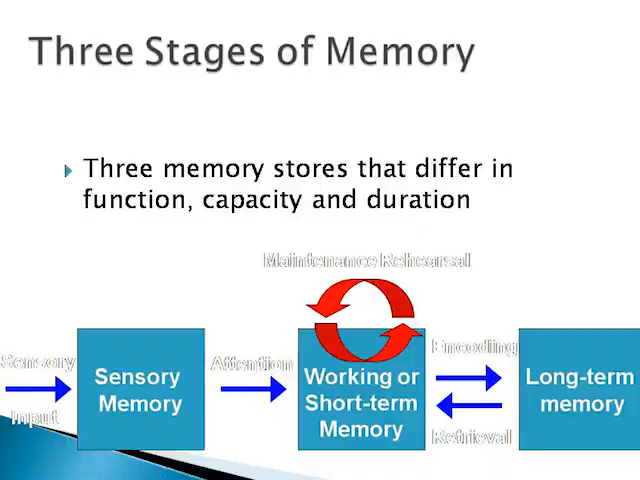 Three Stages of Memory
Three memory stores that differ in
function, capacity and duration
Maintenance Rehearsal
Sensory
Input
Sensory
Memory
Attention
Working or
Short-term
Memory
Encoding
Retrieval
Long-term
memory